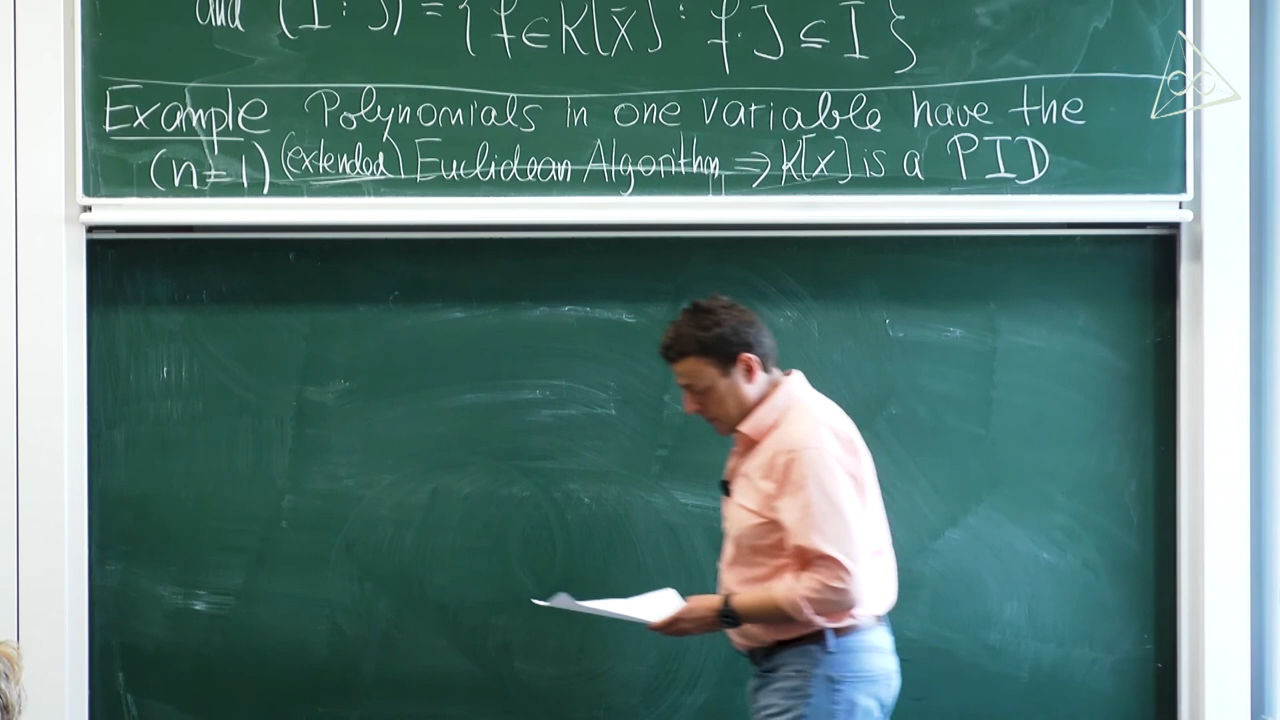 and (I : J) = { f ∈ K[x̄] : f · J ⊆ I }
Example Polynomials in one variable have the
(n=1) (extended) Euclidean Algorithm ⇒ K[x] is a PID